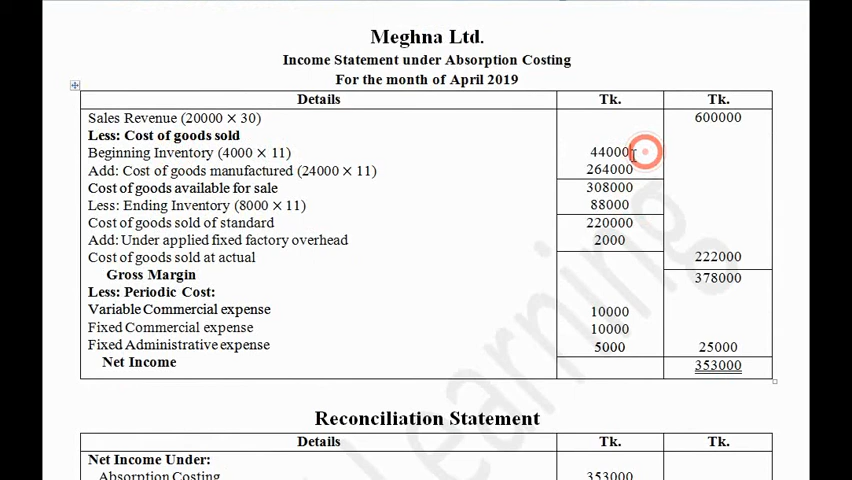 Meghna Ltd.
Income Statement under Absorption Costing
For the month of April 2019
Details Tk. Tk.
Sales Revenue (20000 × 30) 600000
Less: Cost of goods sold
Beginning Inventory (4000 × 11) 44000
Add: Cost of goods manufactured (24000 × 11) 264000
Cost of goods available for sale 308000
Less: Ending Inventory (8000 × 11) 88000
Cost of goods sold of standard 220000
Add: Under applied fixed factory overhead 2000
Cost of goods sold at actual 222000
Gross Margin 378000
Less: Periodic Cost:
Variable Commercial expense 10000
Fixed Commercial expense 10000
Fixed Administrative expense 5000 25000
Net Income 353000
Learning
Reconciliation Statement
Details Tk. Tk.
Net Income Under:
Absorption Costing 353000